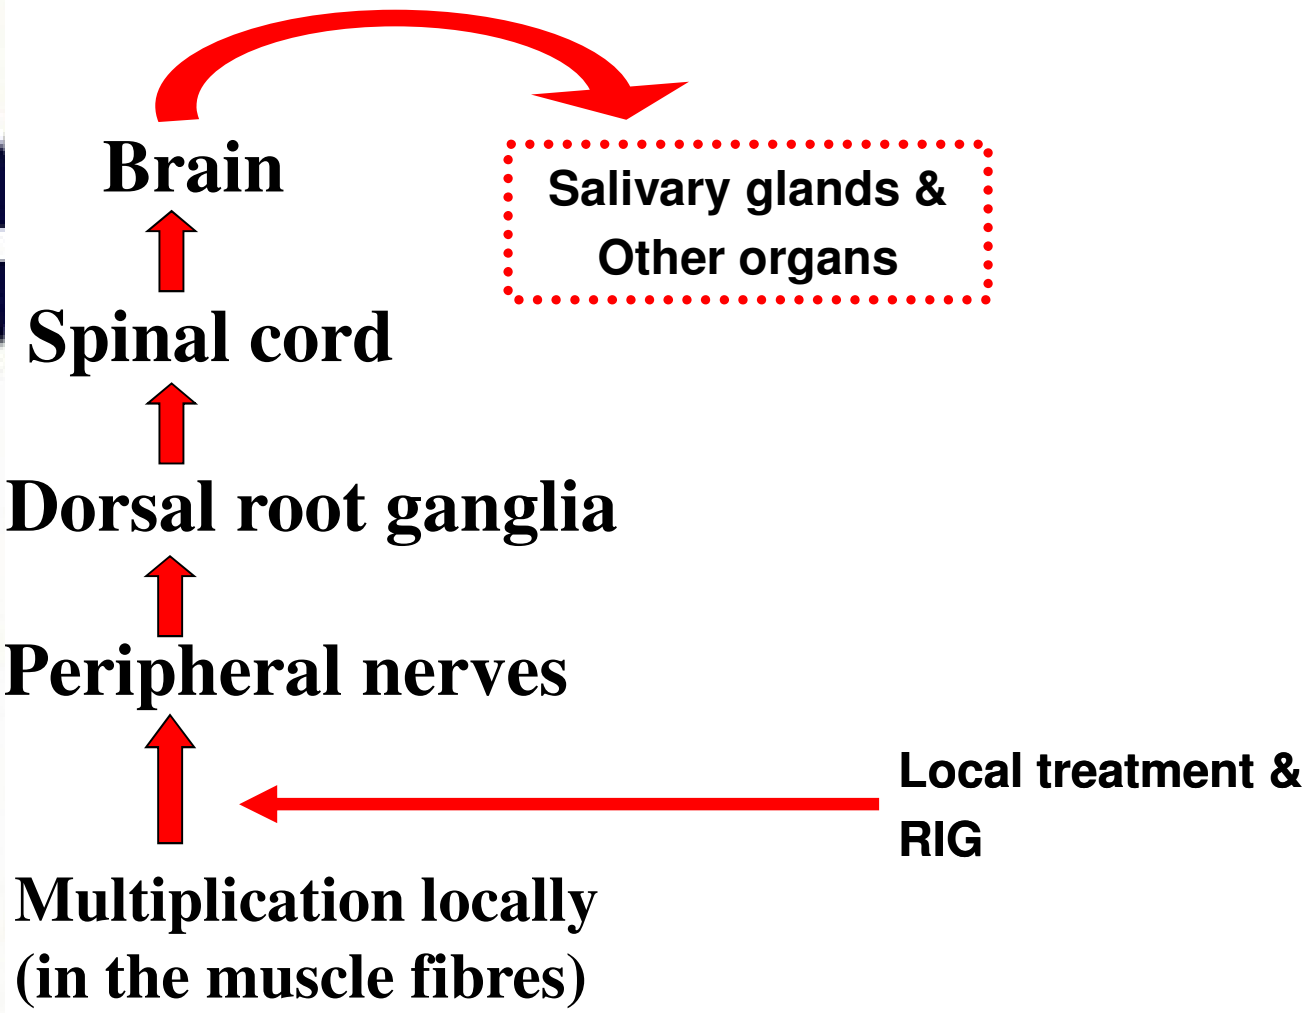 Brain
Salivary glands &
Other organs
Spinal cord
Dorsal root ganglia
Peripheral nerves
Local treatment &
RIG
Multiplication locally
(in the muscle fibres)